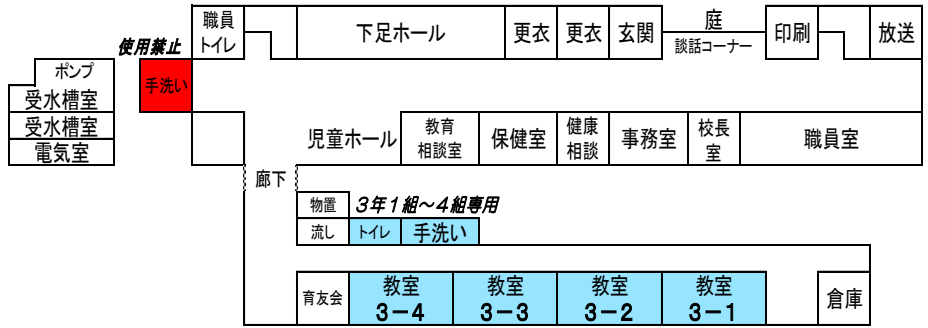 職員
トイレ
下足ホール
更衣
更衣
玄関
庭
談話コーナー
印刷
放送
使用禁止
手洗い
ポンプ
受水槽室
受水槽室
電気室
児童ホール
教育
相談室
保健室
健康
相談
事務室
校長
室
職員室
廊下
物置
3年1組～4組専用
流し
トイレ
手洗い
育友会
教室
3－4
教室
3－3
教室
3－2
教室
3－1
倉庫